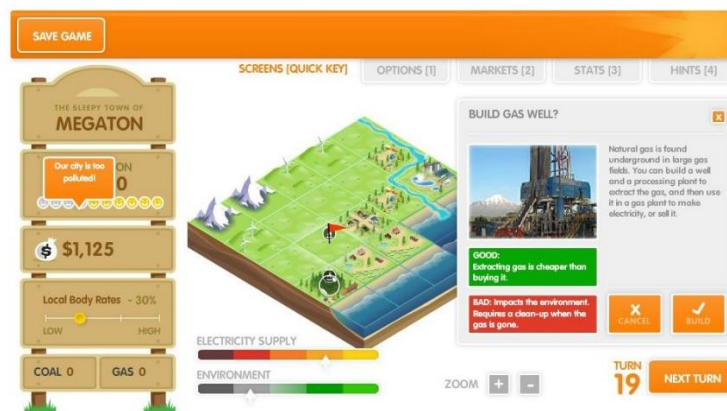 SAVE GAME
SCREENS [QUICK KEY]
OPTIONS [1]
MARKETS [2]
STATS [3]
HINTS [4]
THE SLEEPY TOWN OF
MEGATON
Our city is too
polluted!
ON
0
$ $1,125
Local Body Rates - 30%
LOW
HIGH
COAL 0
GAS 0
ELECTRICITY SUPPLY
ENVIRONMENT
BUILD GAS WELL?
X
Natural gas is found
underground in large gas
fields. You can build a well
and a processing plant to
extract the gas, and then use
it in a gas plant to make
electricity, or sell it.
GOOD:
Extracting gas is cheaper than
buying it.
BAD: Impacts the environment.
Requires a clean-up when the
gas is gone.
X
CANCEL
BUILD
ZOOM + -
TURN
19
NEXT TURN